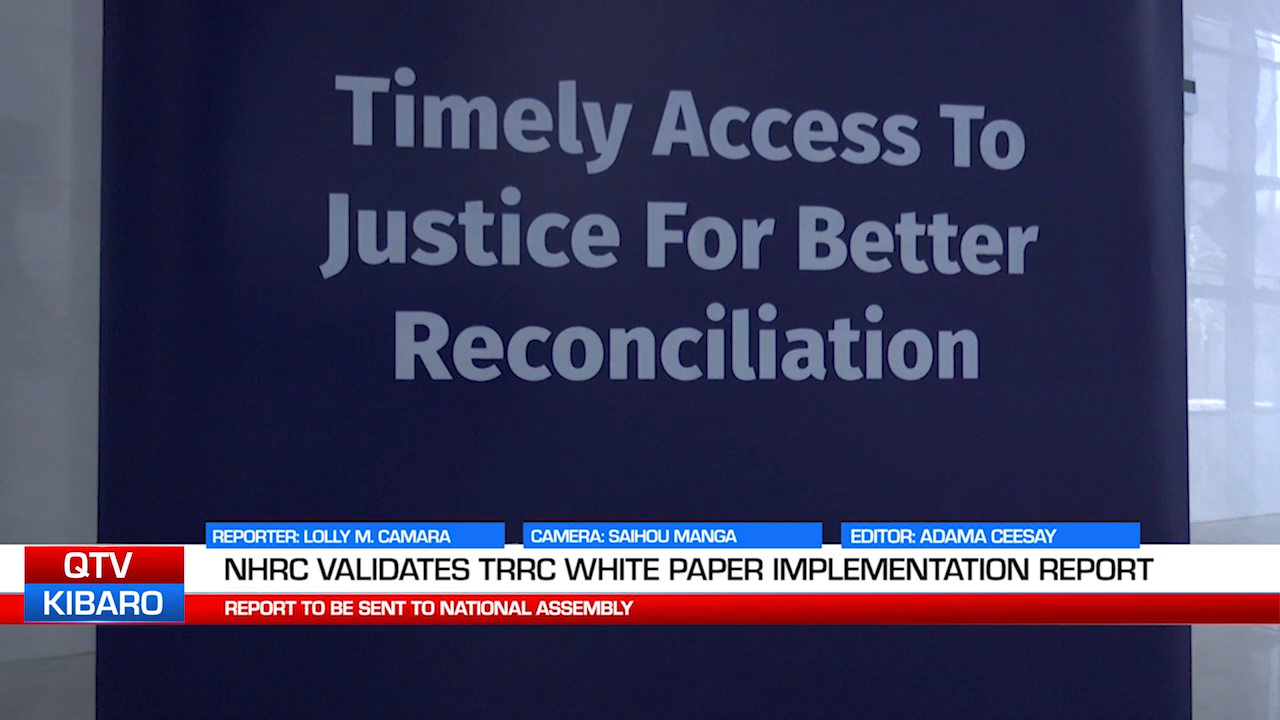 Timely Access To
Justice For Better
Reconciliation
REPORTER: LOLLY M. CAMARA
CAMERA: SAIHOU MANGA
EDITOR: ADAMA CEESAY
QTV
KIBARO
NHRC VALIDATES TRRC WHITE PAPER IMPLEMENTATION REPORT
REPORT TO BE SENT TO NATIONAL ASSEMBLY